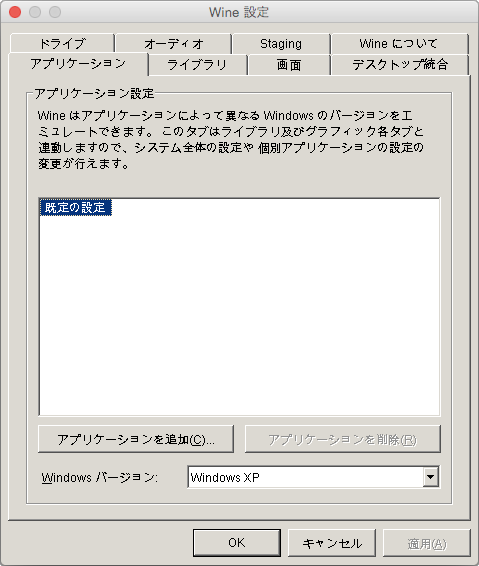 Wine 設定
ドライブ
オーディオ
Staging
Wine について
アプリケーション
ライブラリ
画面
デスクトップ統合
アプリケーション設定
Wine はアプリケーションによって異なる Windows のバージョンをエ
ミュレートできます。 このタブはライブラリ及びグラフィック各タブと
連動しますので、システム全体の設定や 個別アプリケーションの設定の
変更が行えます。
既定の設定
アプリケーションを追加(C)...
アプリケーションを削除(R)
Windows バージョン:
Windows XP
OK
キャンセル
適用(A)